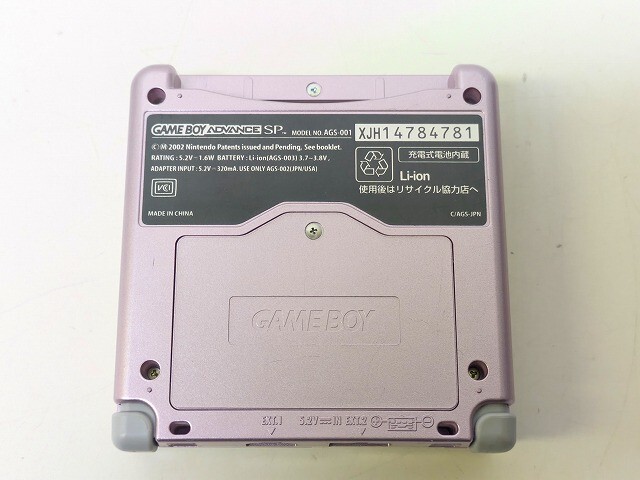 GAME BOY ADVANCE SP™ MODEL NO. AGS-001 XJH14784781
©Ⓜ 2002 Nintendo Patents issued and Pending, See booklet.
RATING : 5.2V⎓1.6W BATTERY : Li-ion(AGS-003) 3.7⎓3.8V,
ADAPTER INPUT : 5.2V⎓320mA. USE ONLY AGS-002(JPN/USA)
充電式電池内蔵
Li-ion
使用後はリサイクル協力店へ
VCI
MADE IN CHINA
C/AGS-JPN
GAME BOY
EXT.1 5.2V⎓IN EXT.2